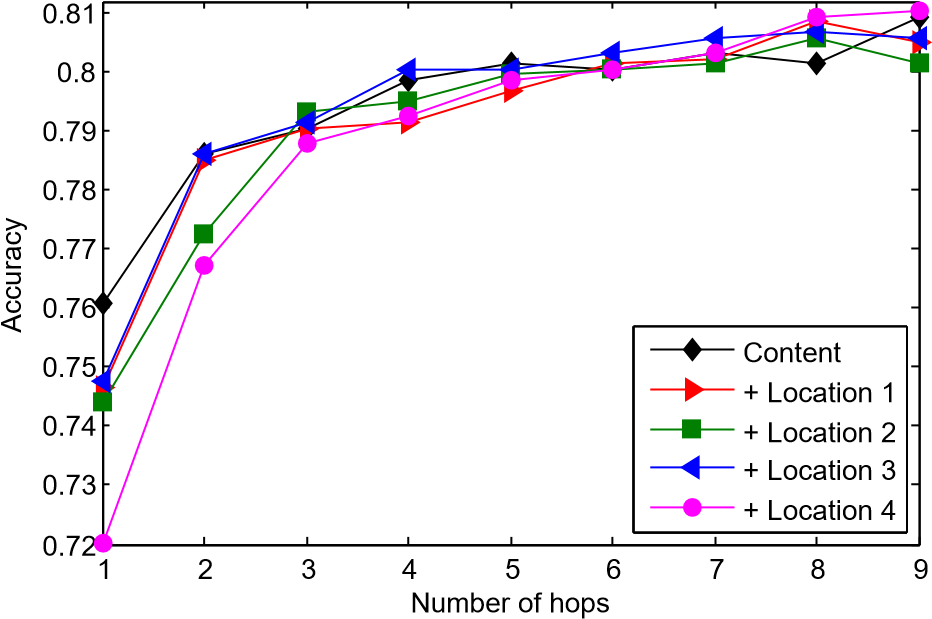 Accuracy
0.81
0.8
0.79
0.78
0.77
0.76
0.75
0.74
0.73
0.72
1 2 3 4 5 6 7 8 9
Number of hops
Content
+ Location 1
+ Location 2
+ Location 3
+ Location 4